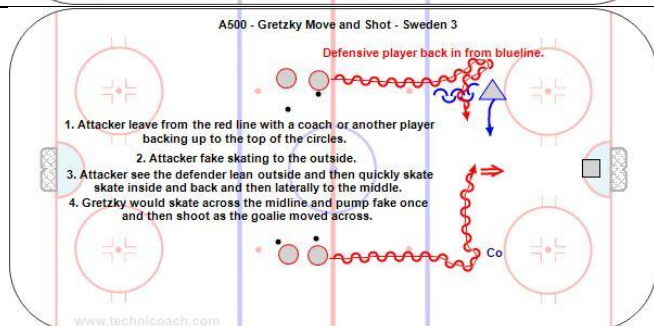 A500 - Gretzky Move and Shot - Sweden 3
Defensive player back in from blueline.
1. Attacker leave from the red line with a coach or another player
backing up to the top of the circles.
2. Attacker fake skating to the outside.
3. Attacker see the defender lean outside and then quickly skate
skate inside and back and then laterally to the middle.
4. Gretzky would skate across the midline and pump fake once
and then shoot as the goalie moved across.
Co
www.technicoach.com